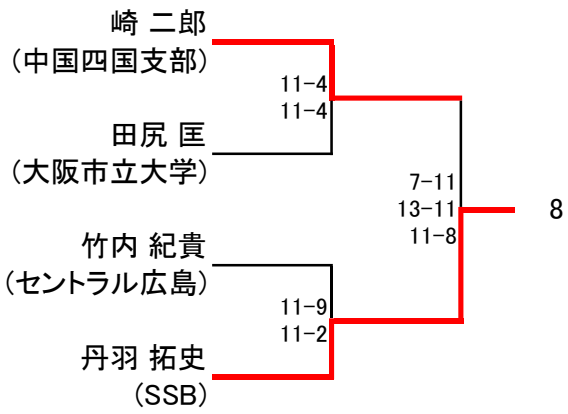 崎 二郎
(中国四国支部)
11-4
11-4
田尻 匡
(大阪市立大学)
7-11
13-11
11-8
8
竹内 紀貴
(セントラル広島)
11-9
11-2
丹羽 拓史
(SSB)